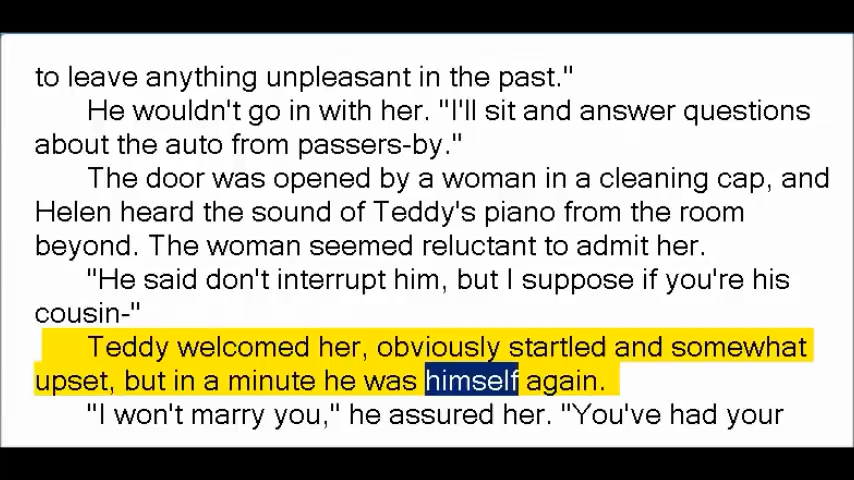 to leave anything unpleasant in the past."
He wouldn't go in with her. "I'll sit and answer questions
about the auto from passers-by."
The door was opened by a woman in a cleaning cap, and
Helen heard the sound of Teddy's piano from the room
beyond. The woman seemed reluctant to admit her.
"He said don't interrupt him, but I suppose if you're his
cousin-"
Teddy welcomed her, obviously startled and somewhat
upset, but in a minute he was himself again.
"I won't marry you," he assured her. "You've had your